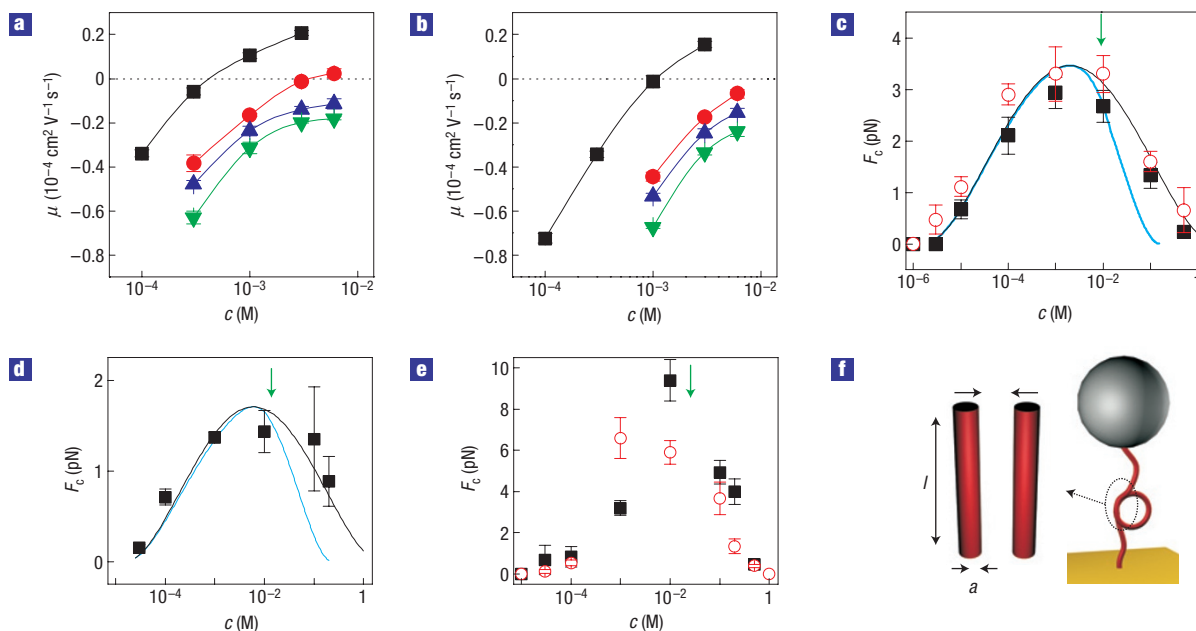 a
0.2
0
−0.2
−0.4
−0.6
−0.8
μ (10⁻⁴ cm² V⁻¹ s⁻¹)
10⁻⁴
10⁻³
10⁻²
c (M)
b
0.2
0
−0.2
−0.4
−0.6
−0.8
μ (10⁻⁴ cm² V⁻¹ s⁻¹)
10⁻⁴
10⁻³
10⁻²
c (M)
c
4
3
2
1
0
F_c (pN)
10⁻⁶
10⁻⁴
10⁻²
1
c (M)
d
2
1
0
F_c (pN)
10⁻⁴
10⁻²
1
c (M)
e
10
8
6
4
2
0
F_c (pN)
10⁻⁴
10⁻²
1
c (M)
f
l
a